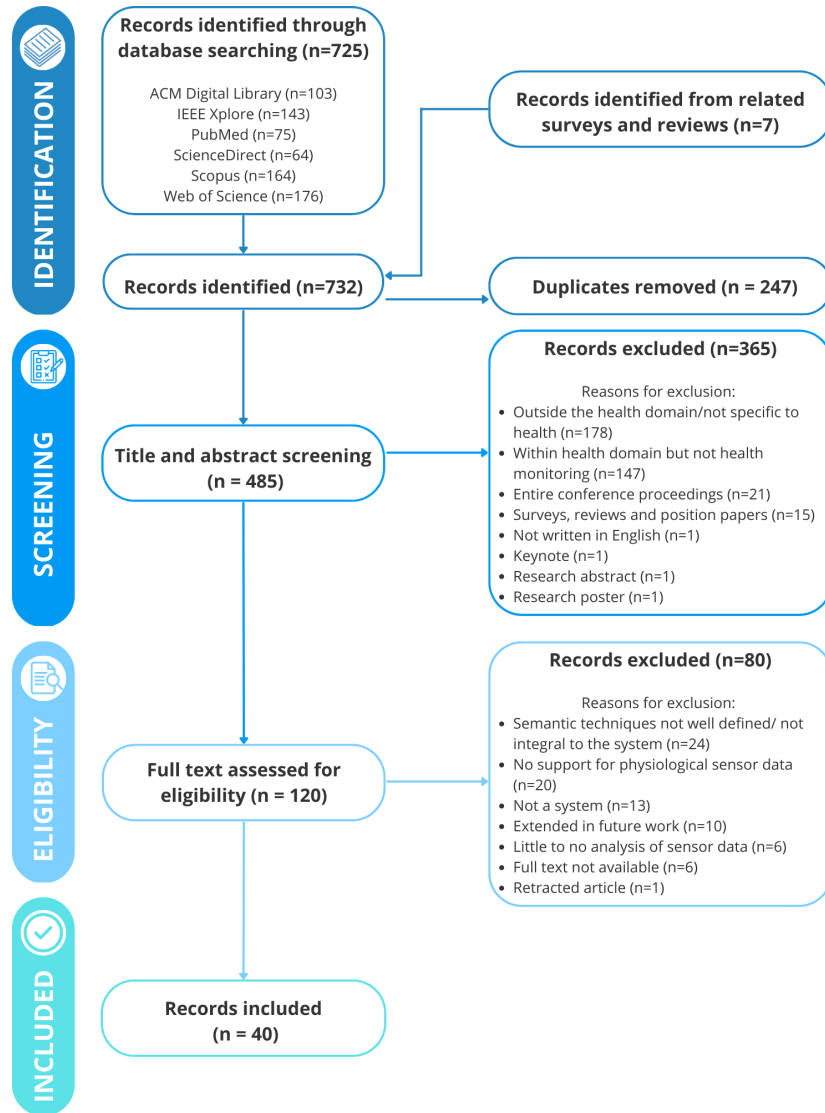 IDENTIFICATION
Records identified through
database searching (n=725)
ACM Digital Library (n=103)
IEEE Xplore (n=143)
PubMed (n=75)
ScienceDirect (n=64)
Scopus (n=164)
Web of Science (n=176)
Records identified from related
surveys and reviews (n=7)
Records identified (n=732)
Duplicates removed (n = 247)
SCREENING
Title and abstract screening
(n = 485)
Records excluded (n=365)
Reasons for exclusion:
• Outside the health domain/not specific to
health (n=178)
• Within health domain but not health
monitoring (n=147)
• Entire conference proceedings (n=21)
• Surveys, reviews and position papers (n=15)
• Not written in English (n=1)
• Keynote (n=1)
• Research abstract (n=1)
• Research poster (n=1)
ELIGIBILITY
Full text assessed for
eligibility (n = 120)
Records excluded (n=80)
Reasons for exclusion:
• Semantic techniques not well defined/ not
integral to the system (n=24)
• No support for physiological sensor data
(n=20)
• Not a system (n=13)
• Extended in future work (n=10)
• Little to no analysis of sensor data (n=6)
• Full text not available (n=6)
• Retracted article (n=1)
INCLUDED
Records included
(n = 40)